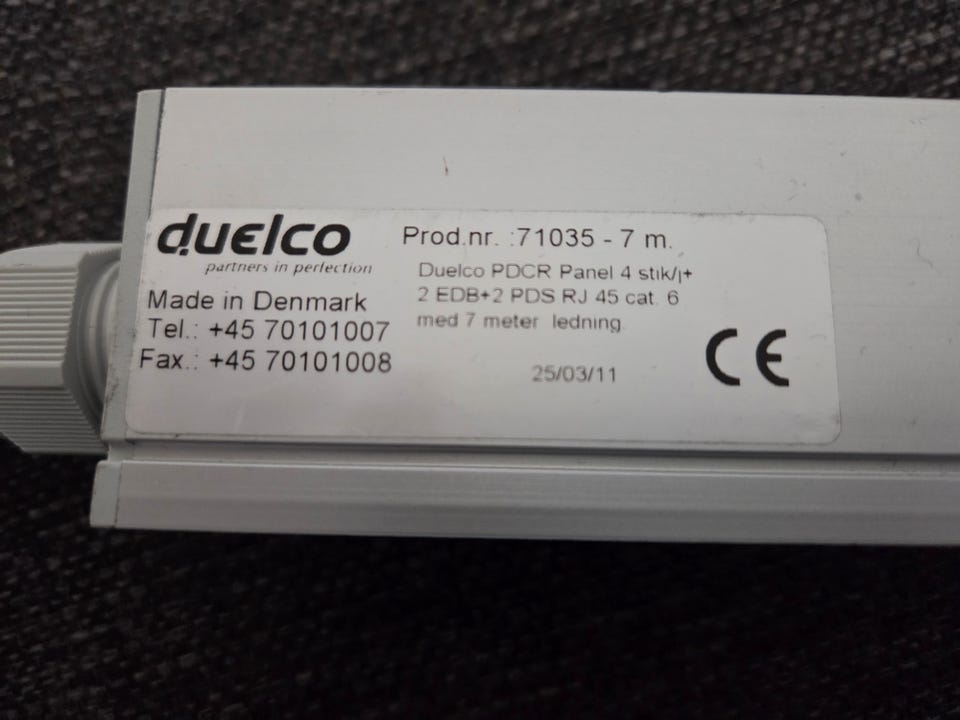 duelco
partners in perfection
Made in Denmark
Tel.: +45 70101007
Fax.: +45 70101008
Prod.nr. :71035 - 7 m.
Duelco PDCR Panel 4 stik/j+
2 EDB+2 PDS RJ 45 cat. 6
med 7 meter ledning
25/03/11
CE